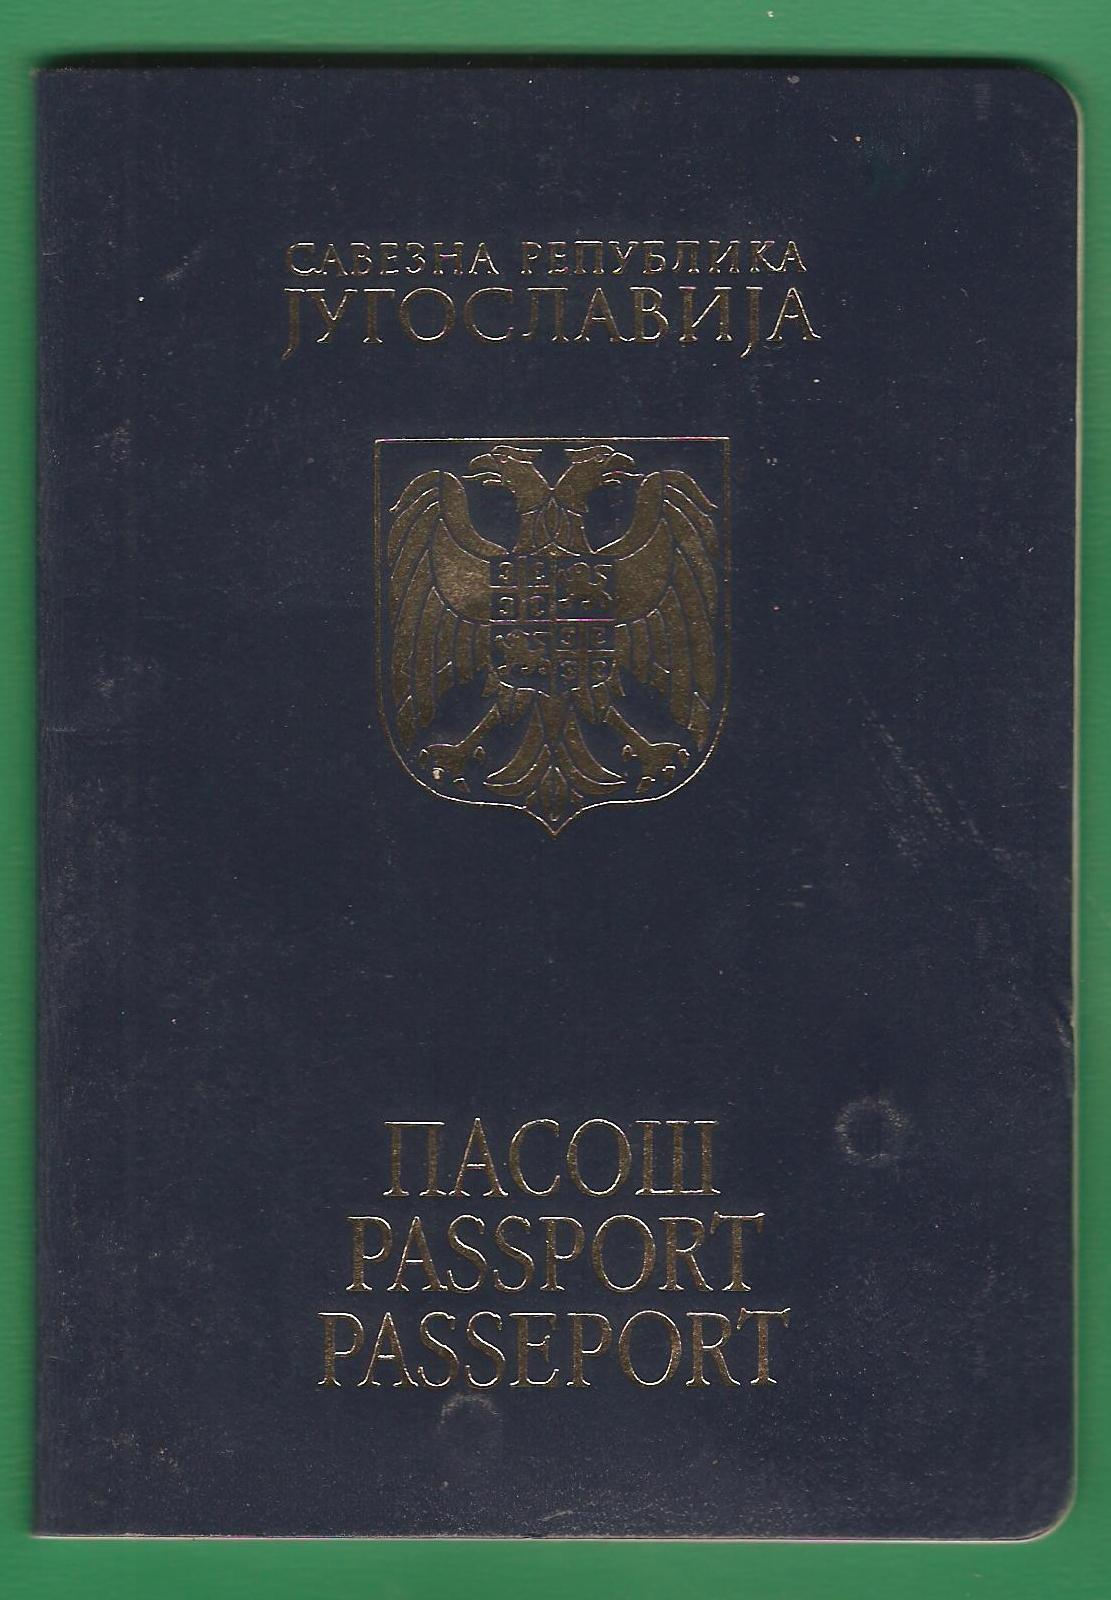 САВЕЗНА РЕПУБЛИКА
ЈУГОСЛАВИЈА
ПАСОШ
PASSPORT
PASSEPORT